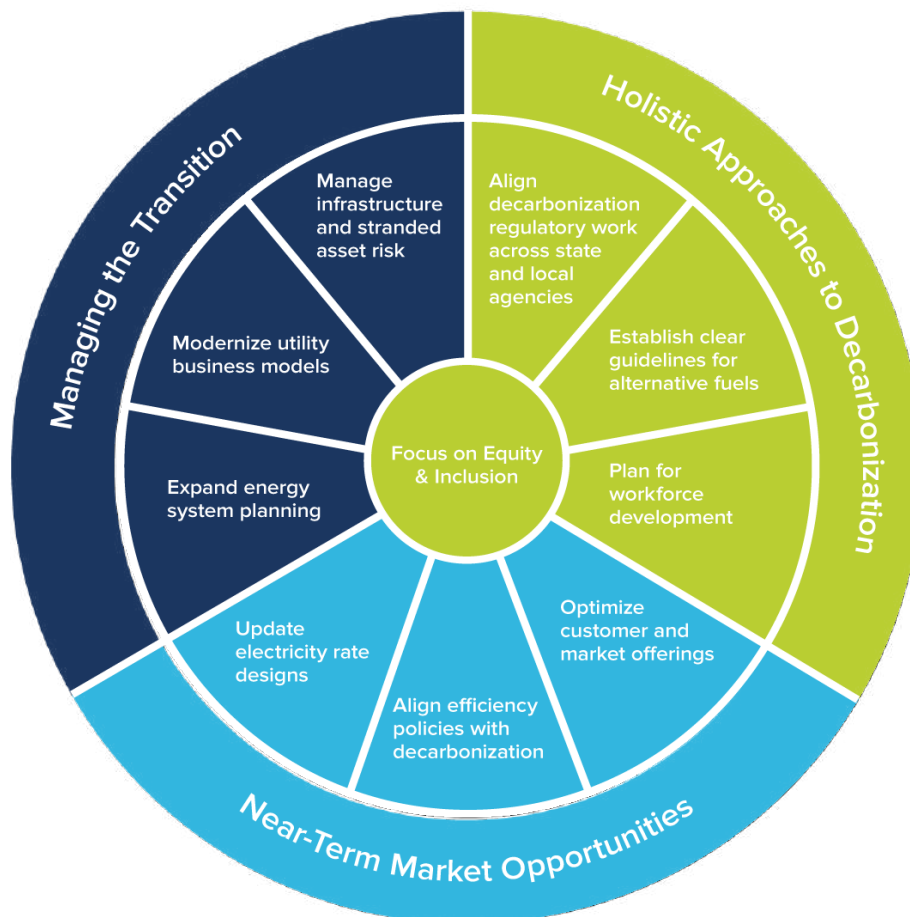 Managing the Transition
Manage
infrastructure
and stranded
asset risk
Modernize utility
business models
Expand energy
system planning
Holistic Approaches to Decarbonization
Align
decarbonization
regulatory work
across state
and local
agencies
Establish clear
guidelines for
alternative fuels
Plan for
workforce
development
Focus on Equity
& Inclusion
Update
electricity rate
designs
Align efficiency
policies with
decarbonization
Optimize
customer and
market offerings
Near-Term Market Opportunities